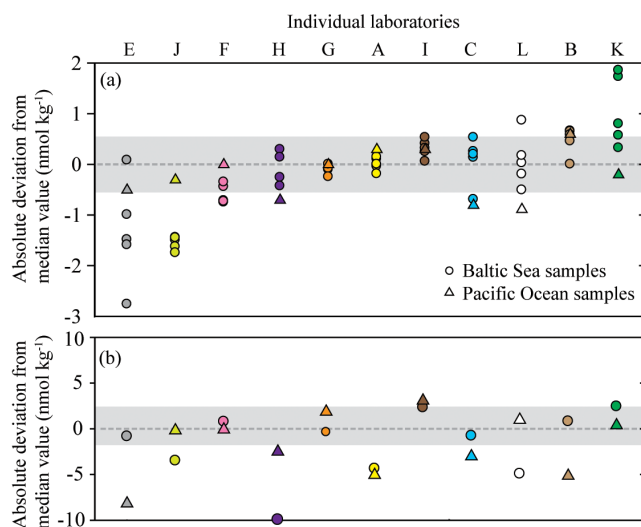 Individual laboratories
E J F H G A I C L B K
(a)
2
1
0
-1
-2
-3
Absolute deviation from
median value (nmol kg-1)
Baltic Sea samples
Pacific Ocean samples
(b)
10
5
0
-5
-10
Absolute deviation from
median value (nmol kg-1)